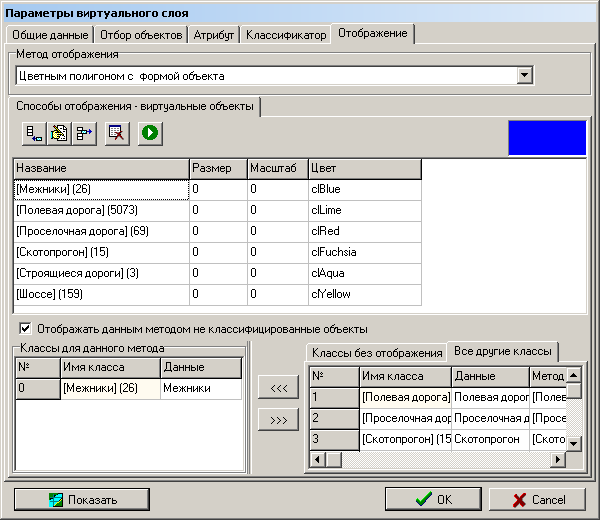 Параметры виртуального слоя
Общие данные Отбор объектов Атрибут Классификатор Отображение
Метод отображения
Цветным полигоном с формой объекта
Способы отображения - виртуальные объекты
Название Размер Масштаб Цвет
[Межники] (26) 0 0 clBlue
[Полевая дорога] (5073) 0 0 clLime
[Проселочная дорога] (69) 0 0 clRed
[Скотопрогон] (15) 0 0 clFuchsia
[Строящиеся дороги] (3) 0 0 clAqua
[Шоссе] (159) 0 0 clYellow
Отображать данным методом не классифицированные объекты
Классы для данного метода
№ Имя класса Данные
0 [Межники] (26) Межники
<<<
>>>
Классы без отображения Все другие классы
№ Имя класса Данные Метод
1 [Полевая дорога] Полевая дорог [Полев
2 [Проселочная дор Проселочная д [Просе
3 [Скотопрогон] (15 Скотопрогон [Ското
Показать OK Cancel